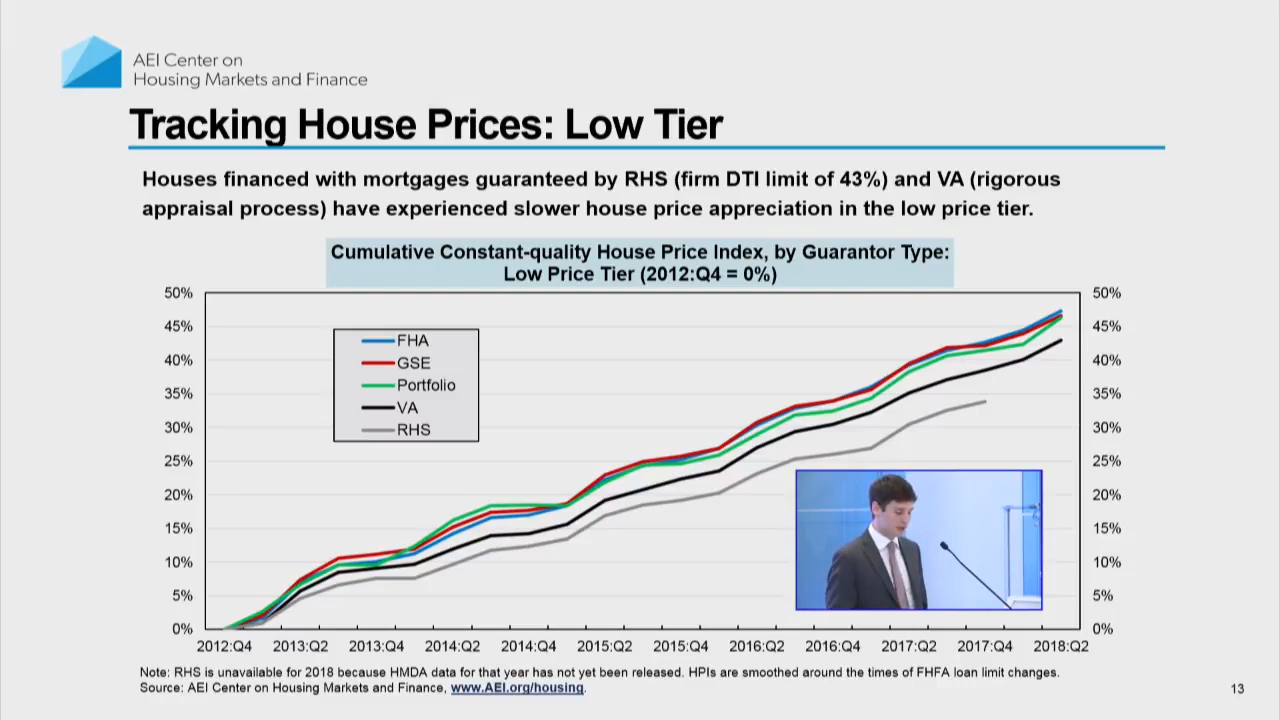 AEI Center on
Housing Markets and Finance
Tracking House Prices: Low Tier
Houses financed with mortgages guaranteed by RHS (firm DTI limit of 43%) and VA (rigorous
appraisal process) have experienced slower house price appreciation in the low price tier.
Cumulative Constant-quality House Price Index, by Guarantor Type:
Low Price Tier (2012:Q4 = 0%)
50% 50%
45% 45%
40% 40%
35% 35%
30% 30%
25% 25%
20% 20%
15% 15%
10% 10%
5% 5%
0% 0%
FHA
GSE
Portfolio
VA
RHS
2012:Q4 2013:Q2 2013:Q4 2014:Q2 2014:Q4 2015:Q2 2015:Q4 2016:Q2 2016:Q4 2017:Q2 2017:Q4 2018:Q2
Note: RHS is unavailable for 2018 because HMDA data for that year has not yet been released. HPIs are smoothed around the times of FHFA loan limit changes.
Source: AEI Center on Housing Markets and Finance, www.AEI.org/housing.
13